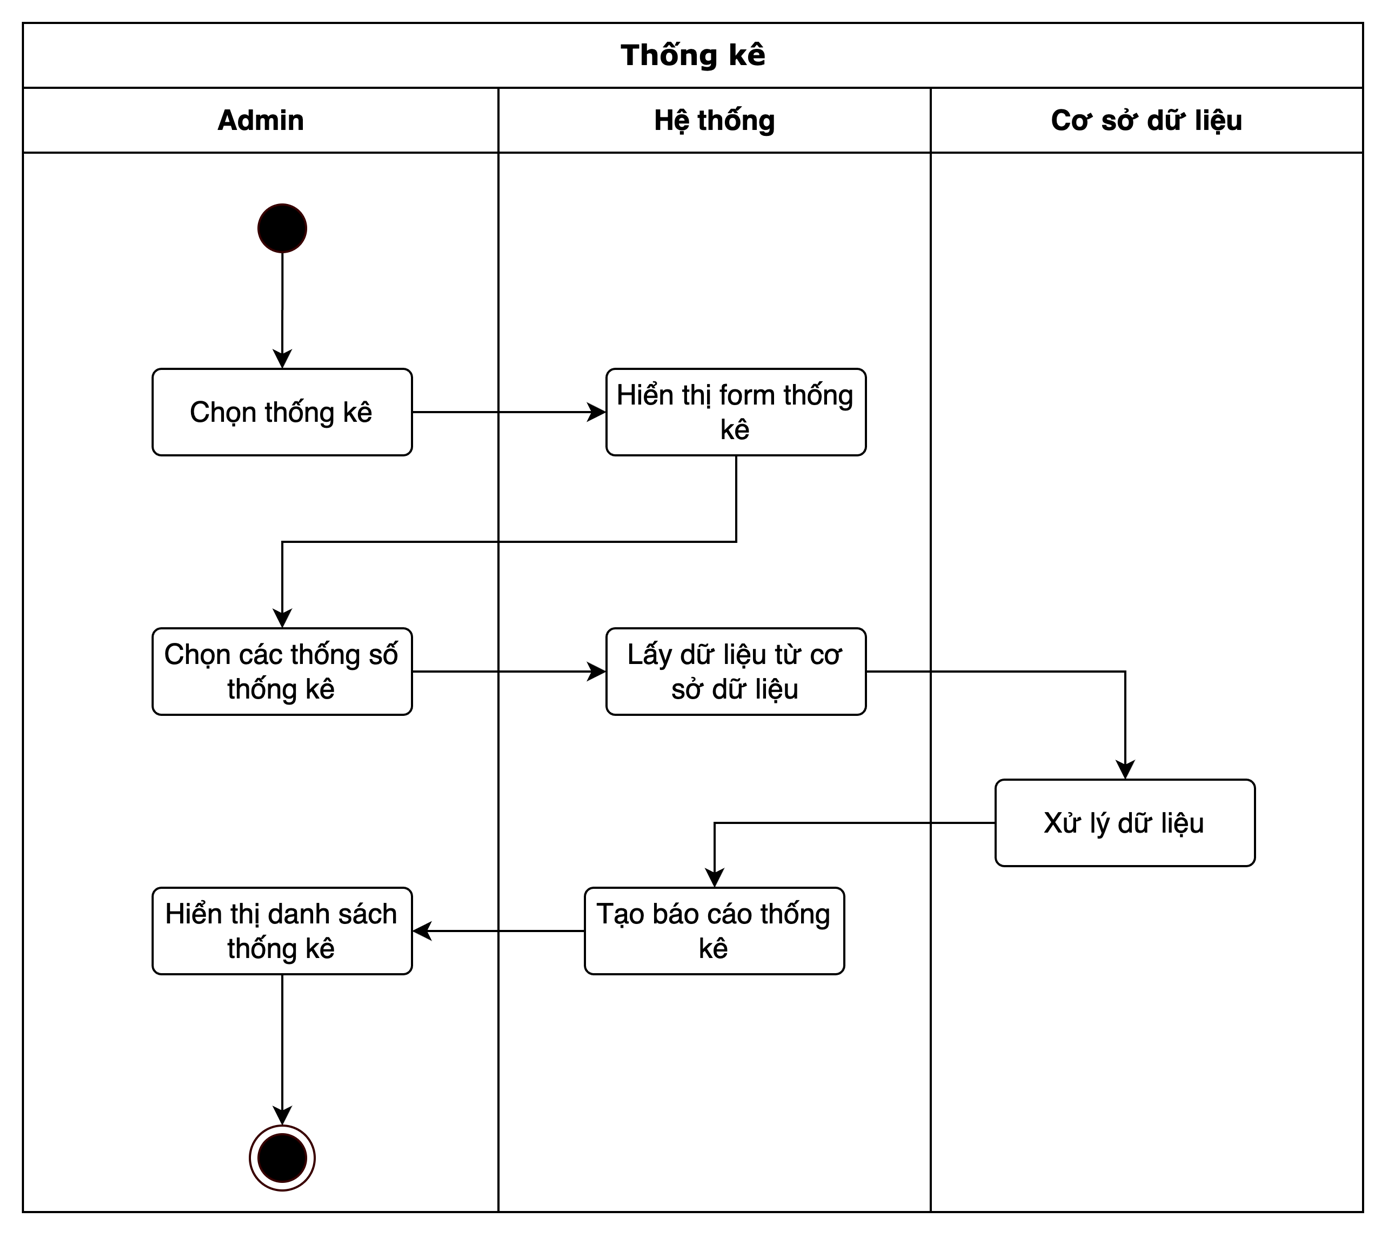 Thống kê
Admin
Hệ thống
Cơ sở dữ liệu
Chọn thống kê
Hiển thị form thống
kê
Chọn các thống số
thống kê
Lấy dữ liệu từ cơ
sở dữ liệu
Xử lý dữ liệu
Hiển thị danh sách
thống kê
Tạo báo cáo thống
kê